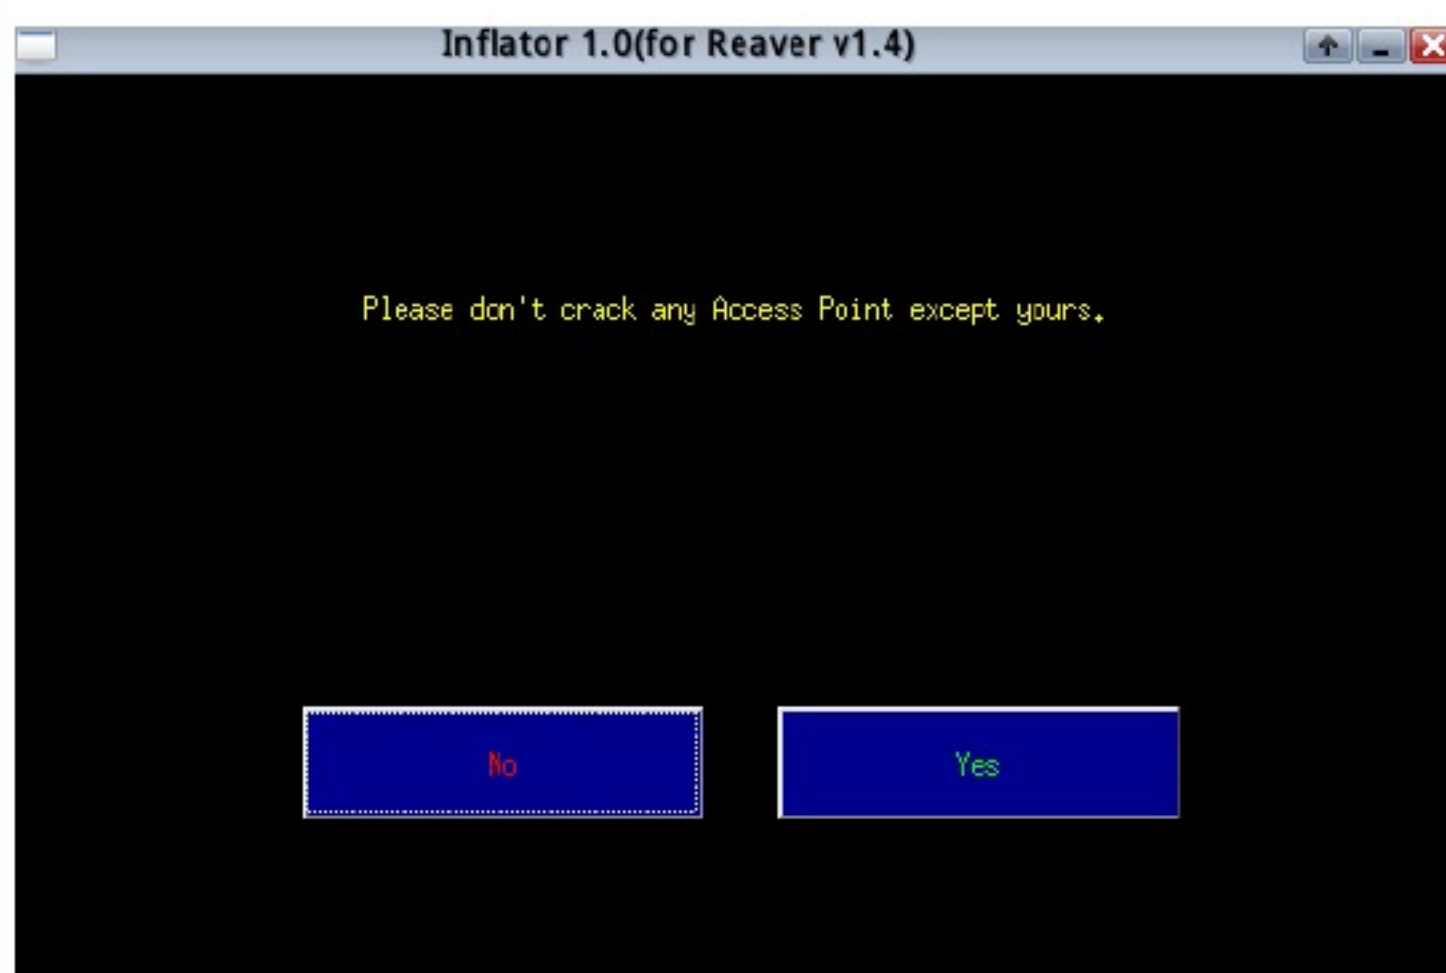 Inflator 1.0(for Reaver v1.4)
Please don't crack any Access Point except yours.
No
Yes